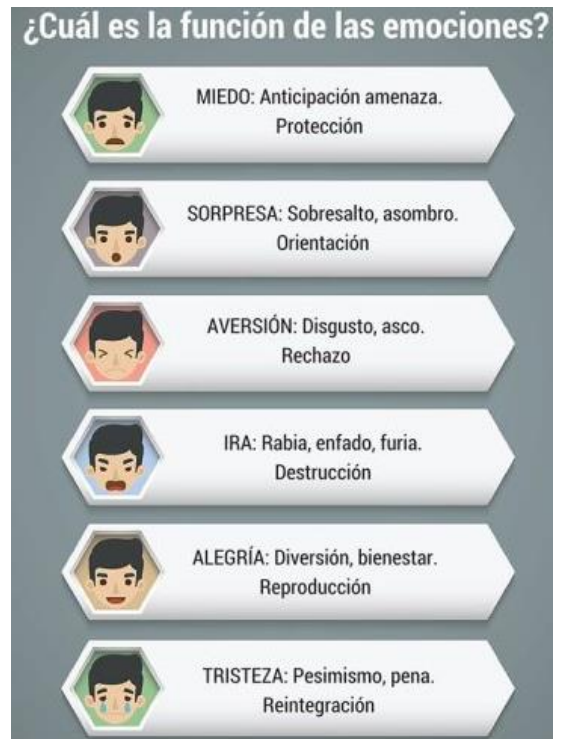 ¿Cuál es la función de las emociones?
MIEDO: Anticipación amenaza.
Protección
SORPRESA: Sobresalto, asombro.
Orientación
AVERSIÓN: Disgusto, asco.
Rechazo
IRA: Rabia, enfado, furia.
Destrucción
ALEGRÍA: Diversión, bienestar.
Reproducción
TRISTEZA: Pesimismo, pena.
Reintegración